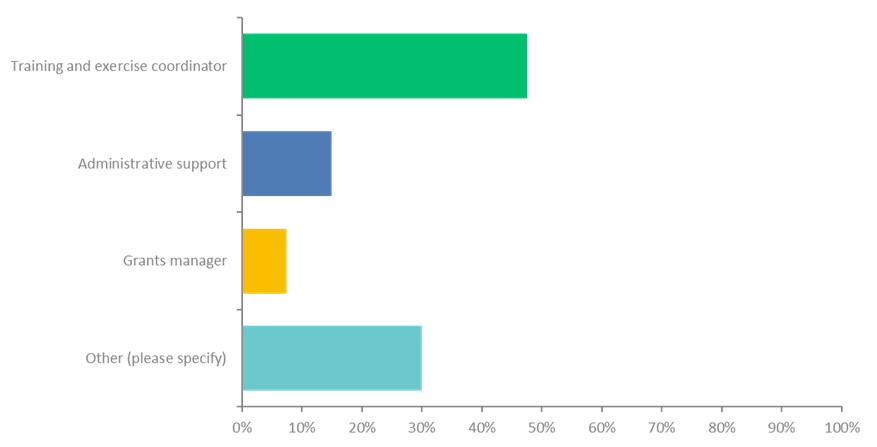 Training and exercise coordinator
Administrative support
Grants manager
Other (please specify)
0% 10% 20% 30% 40% 50% 60% 70% 80% 90% 100%